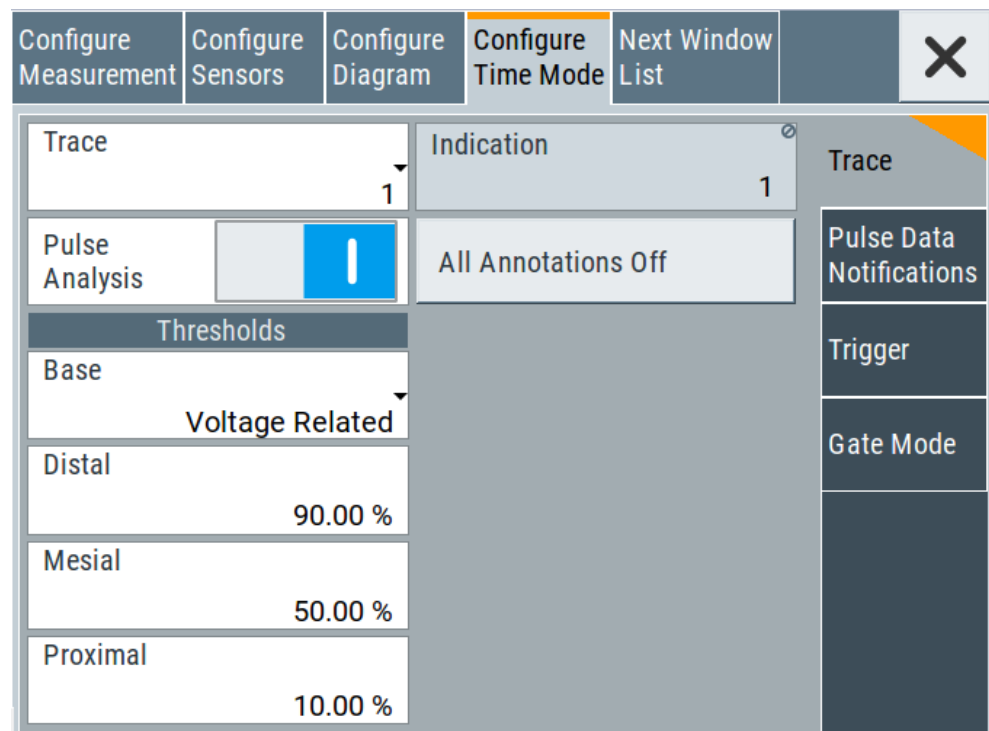 Configure
Measurement
Configure
Sensors
Configure
Diagram
Configure
Time Mode
Next Window
List
Trace
1
Indication
1
Pulse
Analysis
All Annotations Off
Thresholds
Base
Voltage Related
Distal
90.00 %
Mesial
50.00 %
Proximal
10.00 %
Trace
Pulse Data
Notifications
Trigger
Gate Mode